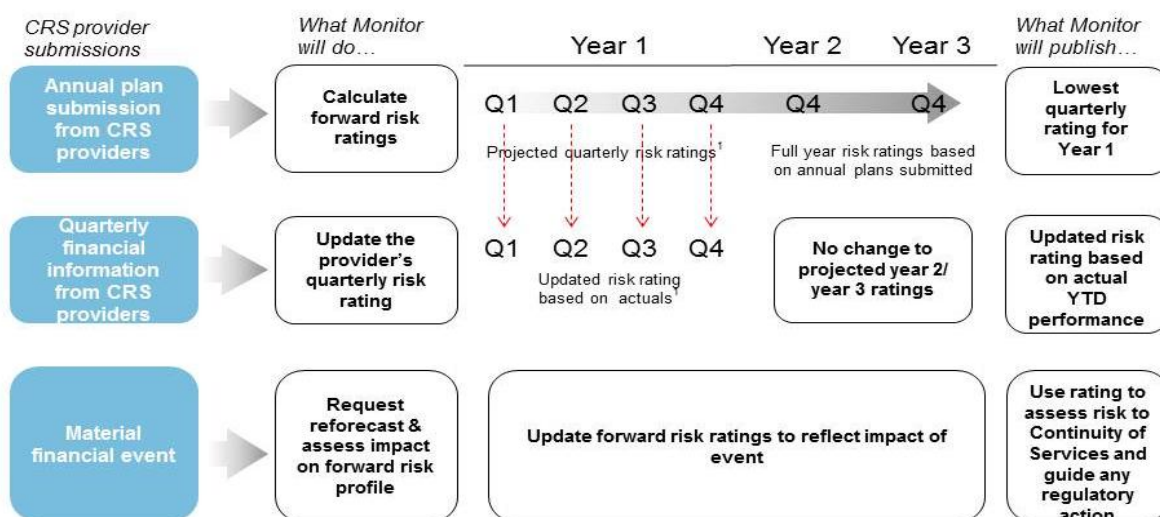 CRS provider
submissions
What Monitor
will do…
Year 1
Year 2
Year 3
What Monitor
will publish…
Annual plan
submission
from CRS
providers
Calculate
forward risk
ratings
Q1
Q2
Q3
Q4
Q4
Q4
Projected quarterly risk ratings¹
Full year risk ratings based
on annual plans submitted
Lowest
quarterly
rating for
Year 1
Quarterly
financial
information
from CRS
providers
Update the
provider's
quarterly risk
rating
Q1
Q2
Q3
Q4
Updated risk rating
based on actuals¹
No change to
projected year 2/
year 3 ratings
Updated risk
rating based
on actual
YTD
performance
Material
financial event
Request
reforecast &
assess impact
on forward risk
profile
Update forward risk ratings to reflect impact of
event
Use rating to
assess risk to
Continuity of
Services and
guide any
regulatory
action